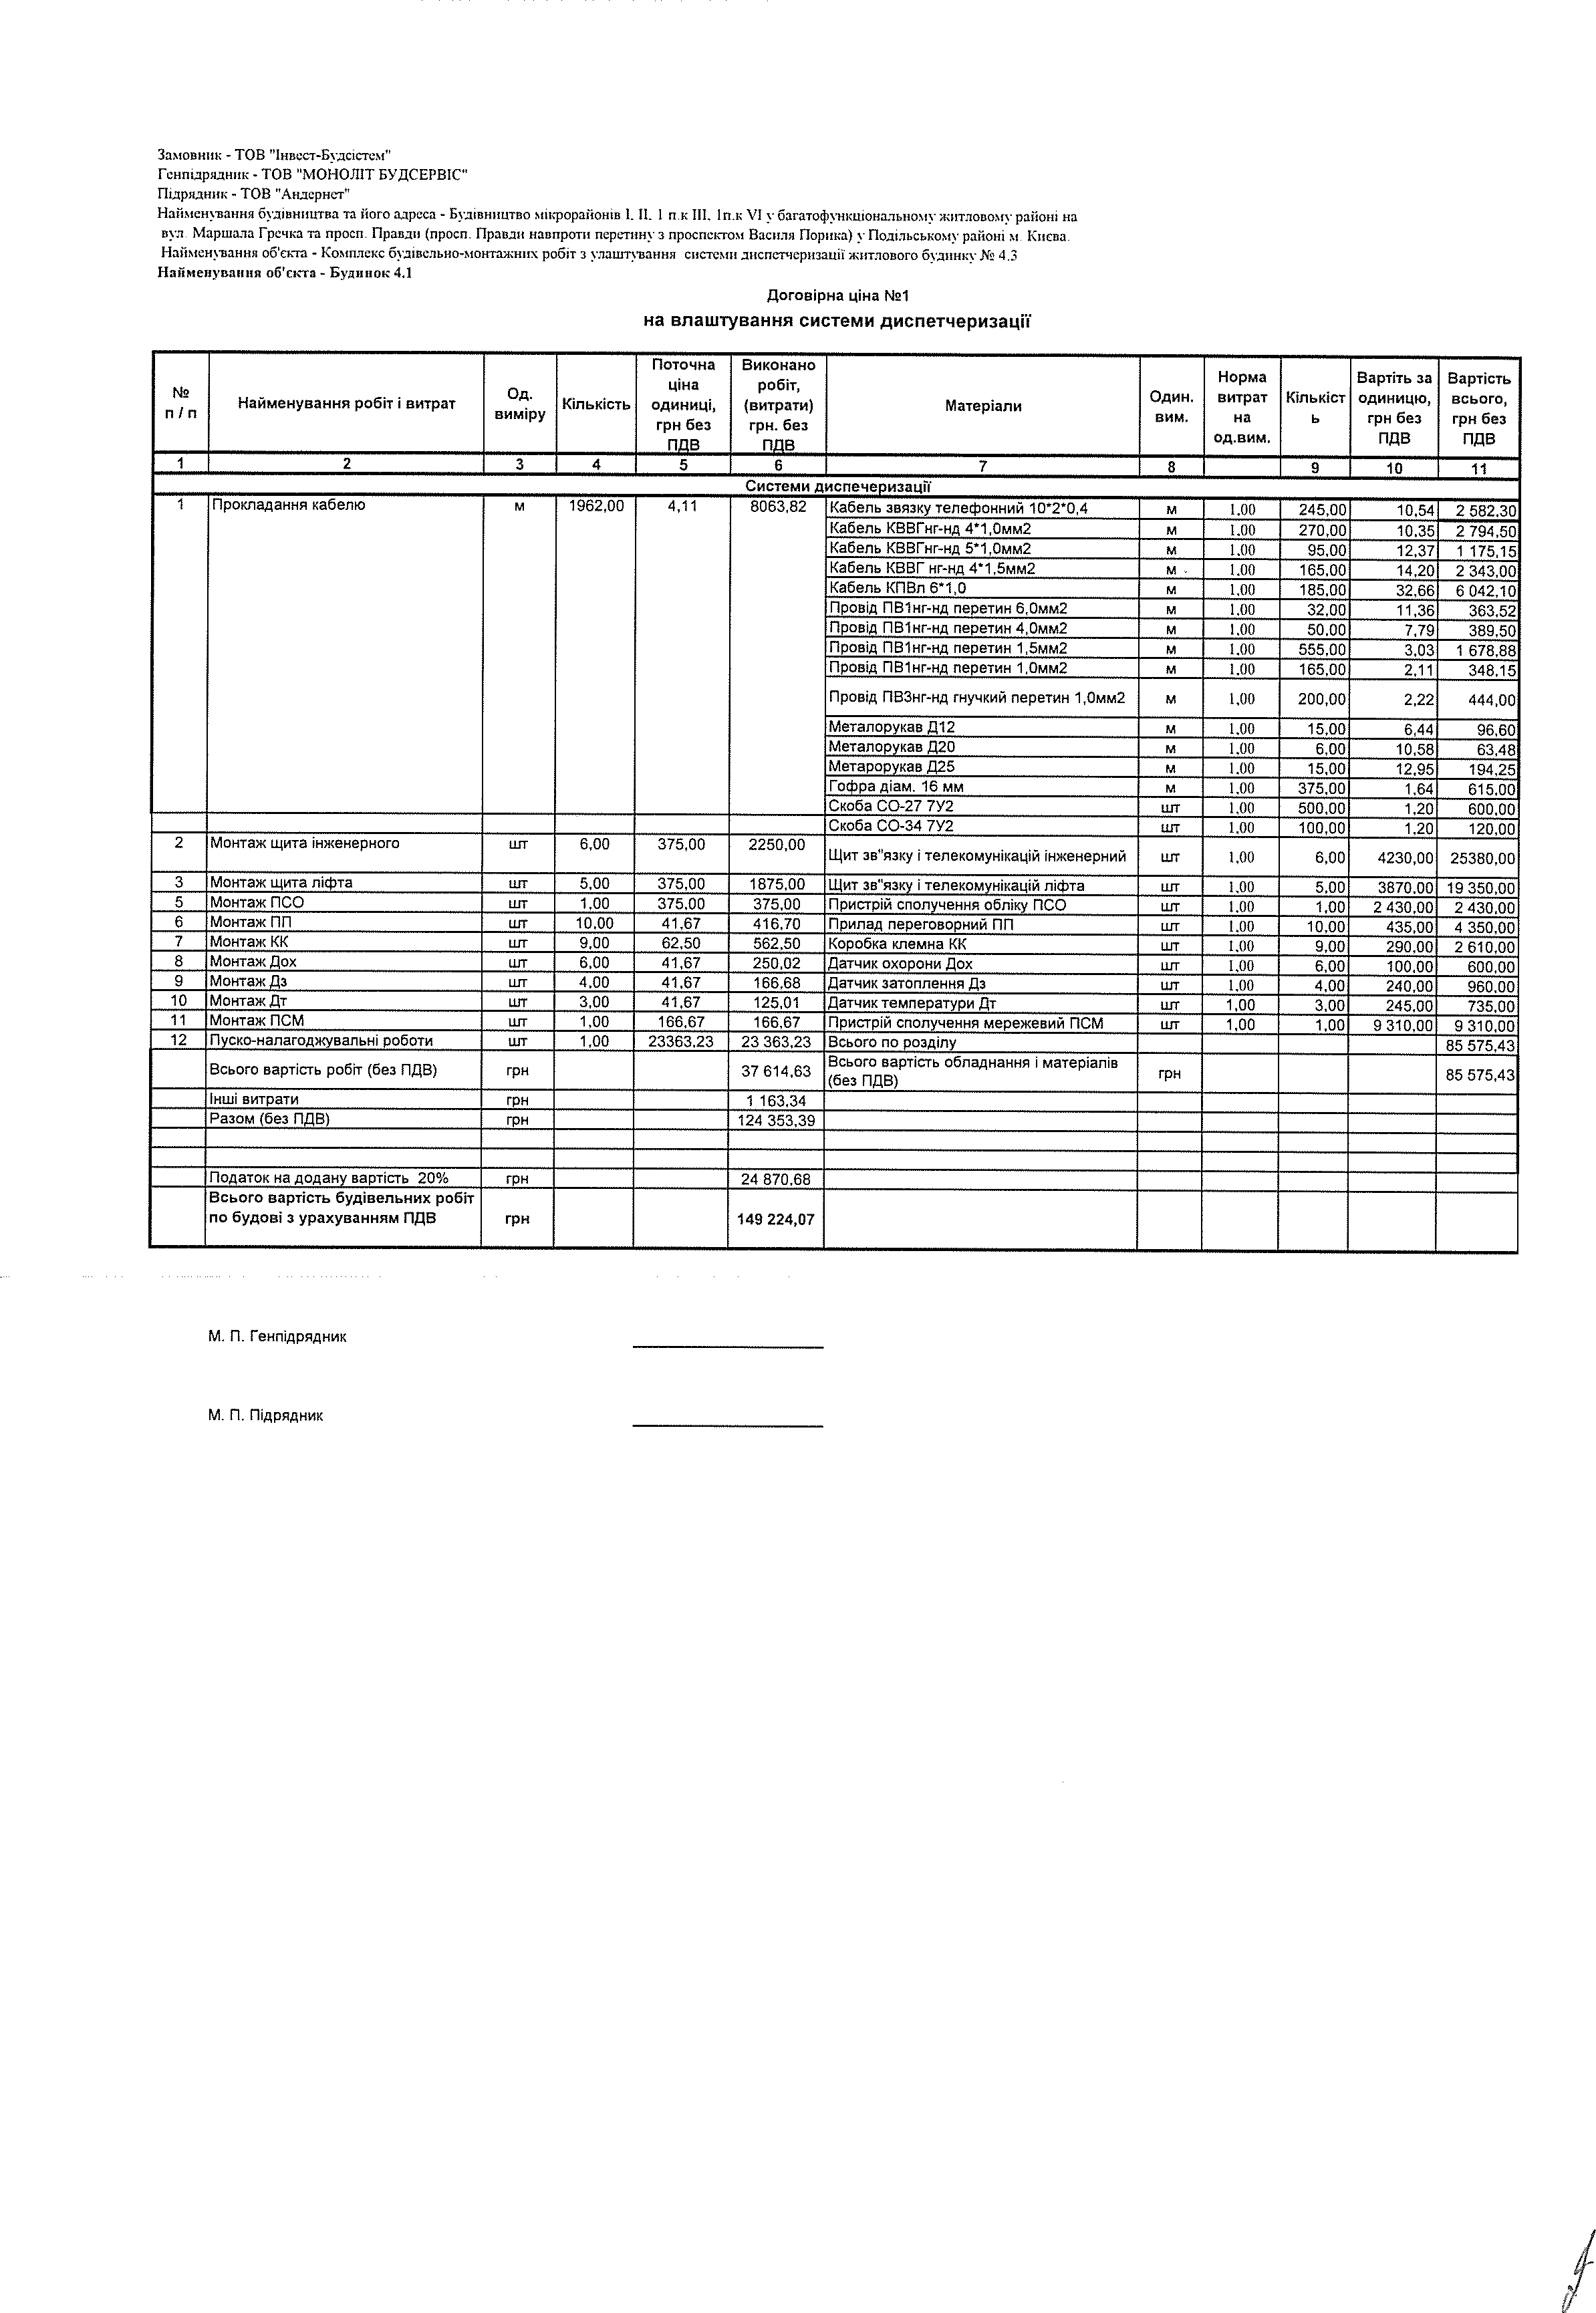 Замовник - ТОВ "Інвест-Будсістем"
Генпідрядник - ТОВ "МОНОЛІТ БУДСЕРВІС"
Підрядник - ТОВ "Андернет"
Найменування будівництва та його адреса - Будівництво мікрорайонів І, ІІ, 1 п.к ІІІ, 1п.к VI у багатофункціональному житловому районі на
вул. Маршала Гречка та просп. Правди (просп. Правди навпроти перетину з проспектом Василя Порика) у Подільському районі м. Києва.
Найменування об'єкта - Комплекс будівельно-монтажних робіт з улаштування системи диспетчеризації житлового будинку № 4.3
Найменування об'єкта - Будинок 4.1
Договірна ціна №1
на влаштування системи диспетчеризації
№ п / п Найменування робіт і витрат Од. виміру Кількість Поточна ціна одиниці, грн без ПДВ Виконано робіт, (витрати) грн. без ПДВ Матеріали Один. вим. Норма витрат на од.вим. Кількіст ь Вартіть за одиницю, грн без ПДВ Вартість всього, грн без ПДВ
1 2 3 4 5 6 7 8 9 10 11
Системи диспечеризації
1 Прокладання кабелю м 1962,00 4,11 8063,82 Кабель звязку телефонний 10*2*0,4 м 1,00 245,00 10,54 2 582,30
Кабель КВВГнг-нд 4*1,0мм2 м 1,00 270,00 10,35 2 794,50
Кабель КВВГнг-нд 5*1,0мм2 м 1,00 95,00 12,37 1 175,15
Кабель КВВГ нг-нд 4*1,5мм2 м 1,00 165,00 14,20 2 343,00
Кабель КПВл 6*1,0 м 1,00 185,00 32,66 6 042,10
Провід ПВ1нг-нд перетин 6,0мм2 м 1,00 32,00 11,36 363,52
Провід ПВ1нг-нд перетин 4,0мм2 м 1,00 50,00 7,79 389,50
Провід ПВ1нг-нд перетин 1,5мм2 м 1,00 555,00 3,03 1 678,88
Провід ПВ1нг-нд перетин 1,0мм2 м 1,00 165,00 2,11 348,15
Провід ПВ3нг-нд гнучкий перетин 1,0мм2 м 1,00 200,00 2,22 444,00
Металорукав Д12 м 1,00 15,00 6,44 96,60
Металорукав Д20 м 1,00 6,00 10,58 63,48
Метарорукав Д25 м 1,00 15,00 12,95 194,25
Гофра діам. 16 мм м 1,00 375,00 1,64 615,00
Скоба СО-27 7У2 шт 1,00 500,00 1,20 600,00
Скоба СО-34 7У2 шт 1,00 100,00 1,20 120,00
2 Монтаж щита інженерного шт 6,00 375,00 2250,00 Щит зв"язку і телекомунікацій інженерний шт 1,00 6,00 4230,00 25380,00
3 Монтаж щита ліфта шт 5,00 375,00 1875,00 Щит зв"язку і телекомунікацій ліфта шт 1,00 5,00 3870,00 19 350,00
5 Монтаж ПСО шт 1,00 375,00 375,00 Пристрій сполучення обліку ПСО шт 1,00 1,00 2 430,00 2 430,00
6 Монтаж ПП шт 10,00 41,67 416,70 Прилад переговорний ПП шт 1,00 10,00 435,00 4 350,00
7 Монтаж КК шт 9,00 62,50 562,50 Коробка клемна КК шт 1,00 9,00 290,00 2 610,00
8 Монтаж Дох шт 6,00 41,67 250,02 Датчик охорони Дох шт 1,00 6,00 100,00 600,00
9 Монтаж Дз шт 4,00 41,67 166,68 Датчик затоплення Дз шт 1,00 4,00 240,00 960,00
10 Монтаж Дт шт 3,00 41,67 125,01 Датчик температури Дт шт 1,00 3,00 245,00 735,00
11 Монтаж ПСМ шт 1,00 166,67 166,67 Пристрій сполучення мережевий ПСМ шт 1,00 1,00 9 310,00 9 310,00
12 Пуско-налагоджувальні роботи шт 1,00 23363,23 23 363,23 Всього по розділу 85 575,43
Всього вартість робіт (без ПДВ) грн 37 614,63 Всього вартість обладнання і матеріалів (без ПДВ) грн 85 575,43
Інші витрати грн 1 163,34
Разом (без ПДВ) грн 124 353,39
Податок на додану вартість 20% грн 24 870,68
Всього вартість будівельних робіт по будові з урахуванням ПДВ грн 149 224,07
М. П. Генпідрядник
М. П. Підрядник